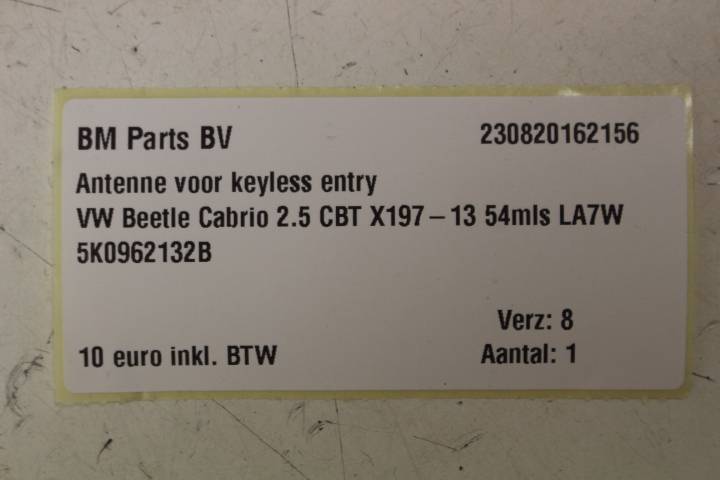 BM Parts BV 230820162156
Antenne voor keyless entry
VW Beetle Cabrio 2.5 CBT X197-13 54mls LA7W
5K0962132B
Verz: 8
10 euro inkl. BTW Aantal: 1